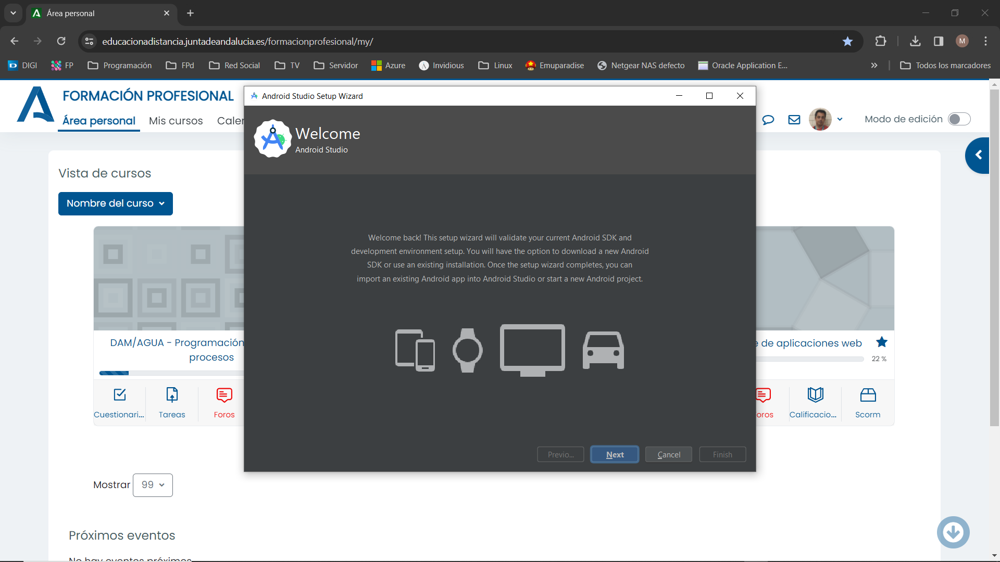 Área personal
educacionadistancia.juntadeandalucia.es/formacionprofesional/my/
M
DIGI
FP
Programación
FPd
Red Social
TV
Servidor
Azure
Invidious
Linux
Emuparadise
Netgear NAS defecto
Oracle Application E...
Todos los marcadores
FORMACIÓN PROFESIONAL
Área personal
Mis cursos
Caler
Modo de edición
Android Studio Setup Wizard
Welcome
Android Studio
Welcome back! This setup wizard will validate your current Android SDK and
development environment setup. You will have the option to download a new Android
SDK or use an existing installation. Once the setup wizard completes, you can
import an existing Android app into Android Studio or start a new Android project.
Previo...
Next
Cancel
Finish
Vista de cursos
Nombre del curso
DAM/AGUA - Programación
procesos
Cuestionari...
Tareas
Foros
e de aplicaciones web
22 %
oros
Calificacio...
Scorm
Mostrar
99
Próximos eventos
No hay eventos próximos